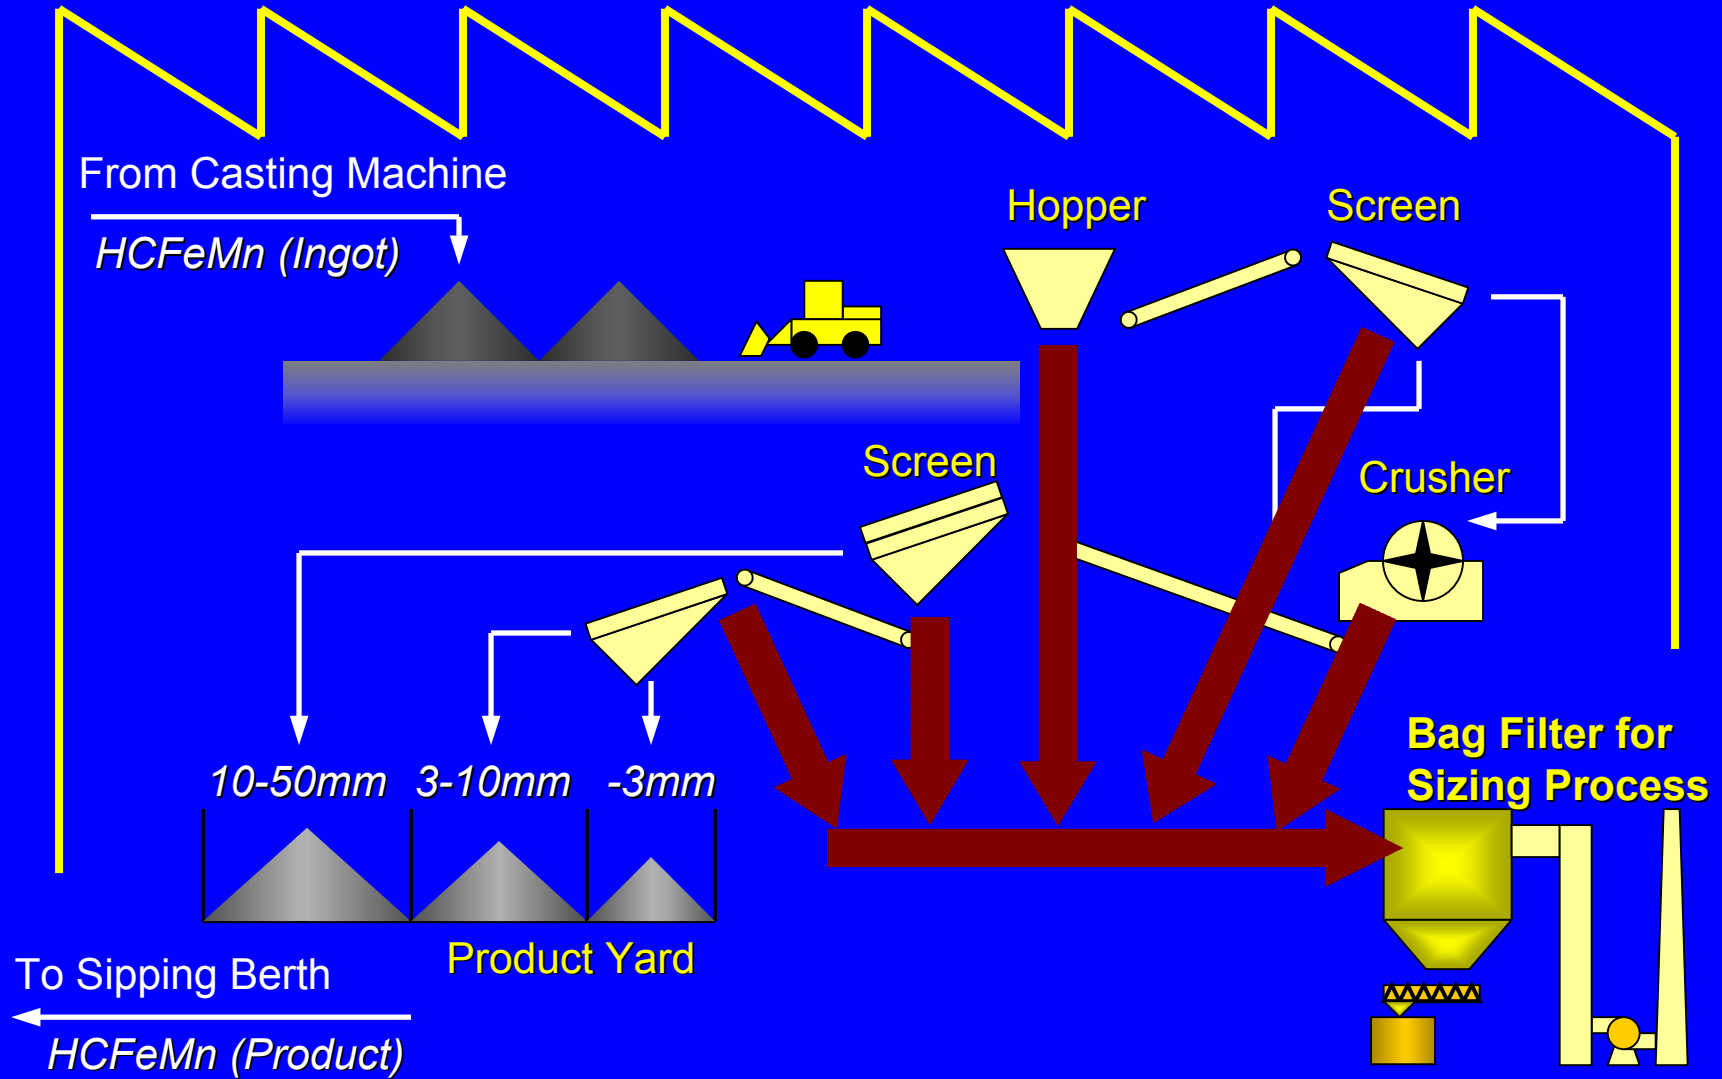 From Casting Machine
HCFeMn (Ingot)
Hopper
Screen
Screen
Crusher
Bag Filter for
Sizing Process
10-50mm
3-10mm
-3mm
Product Yard
To Sipping Berth
HCFeMn (Product)